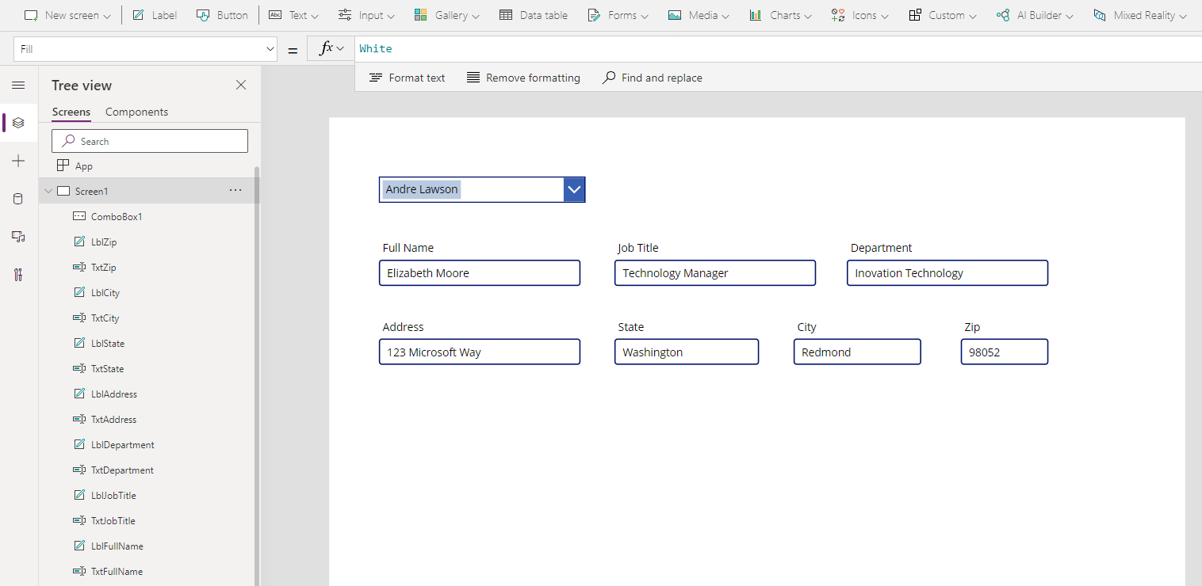 New screen
Label
Button
Text
Input
Gallery
Data table
Forms
Media
Charts
Icons
Custom
AI Builder
Mixed Reality
Fill
=
fx
White
Format text
Remove formatting
Find and replace
Tree view
Screens
Components
Search
App
Screen1
ComboBox1
LblZip
TxtZip
LblCity
TxtCity
LblState
TxtState
LblAddress
TxtAddress
LblDepartment
TxtDepartment
LblJobTitle
TxtJobTitle
LblFullName
TxtFullName
Andre Lawson
Full Name
Job Title
Department
Elizabeth Moore
Technology Manager
Inovation Technology
Address
State
City
Zip
123 Microsoft Way
Washington
Redmond
98052